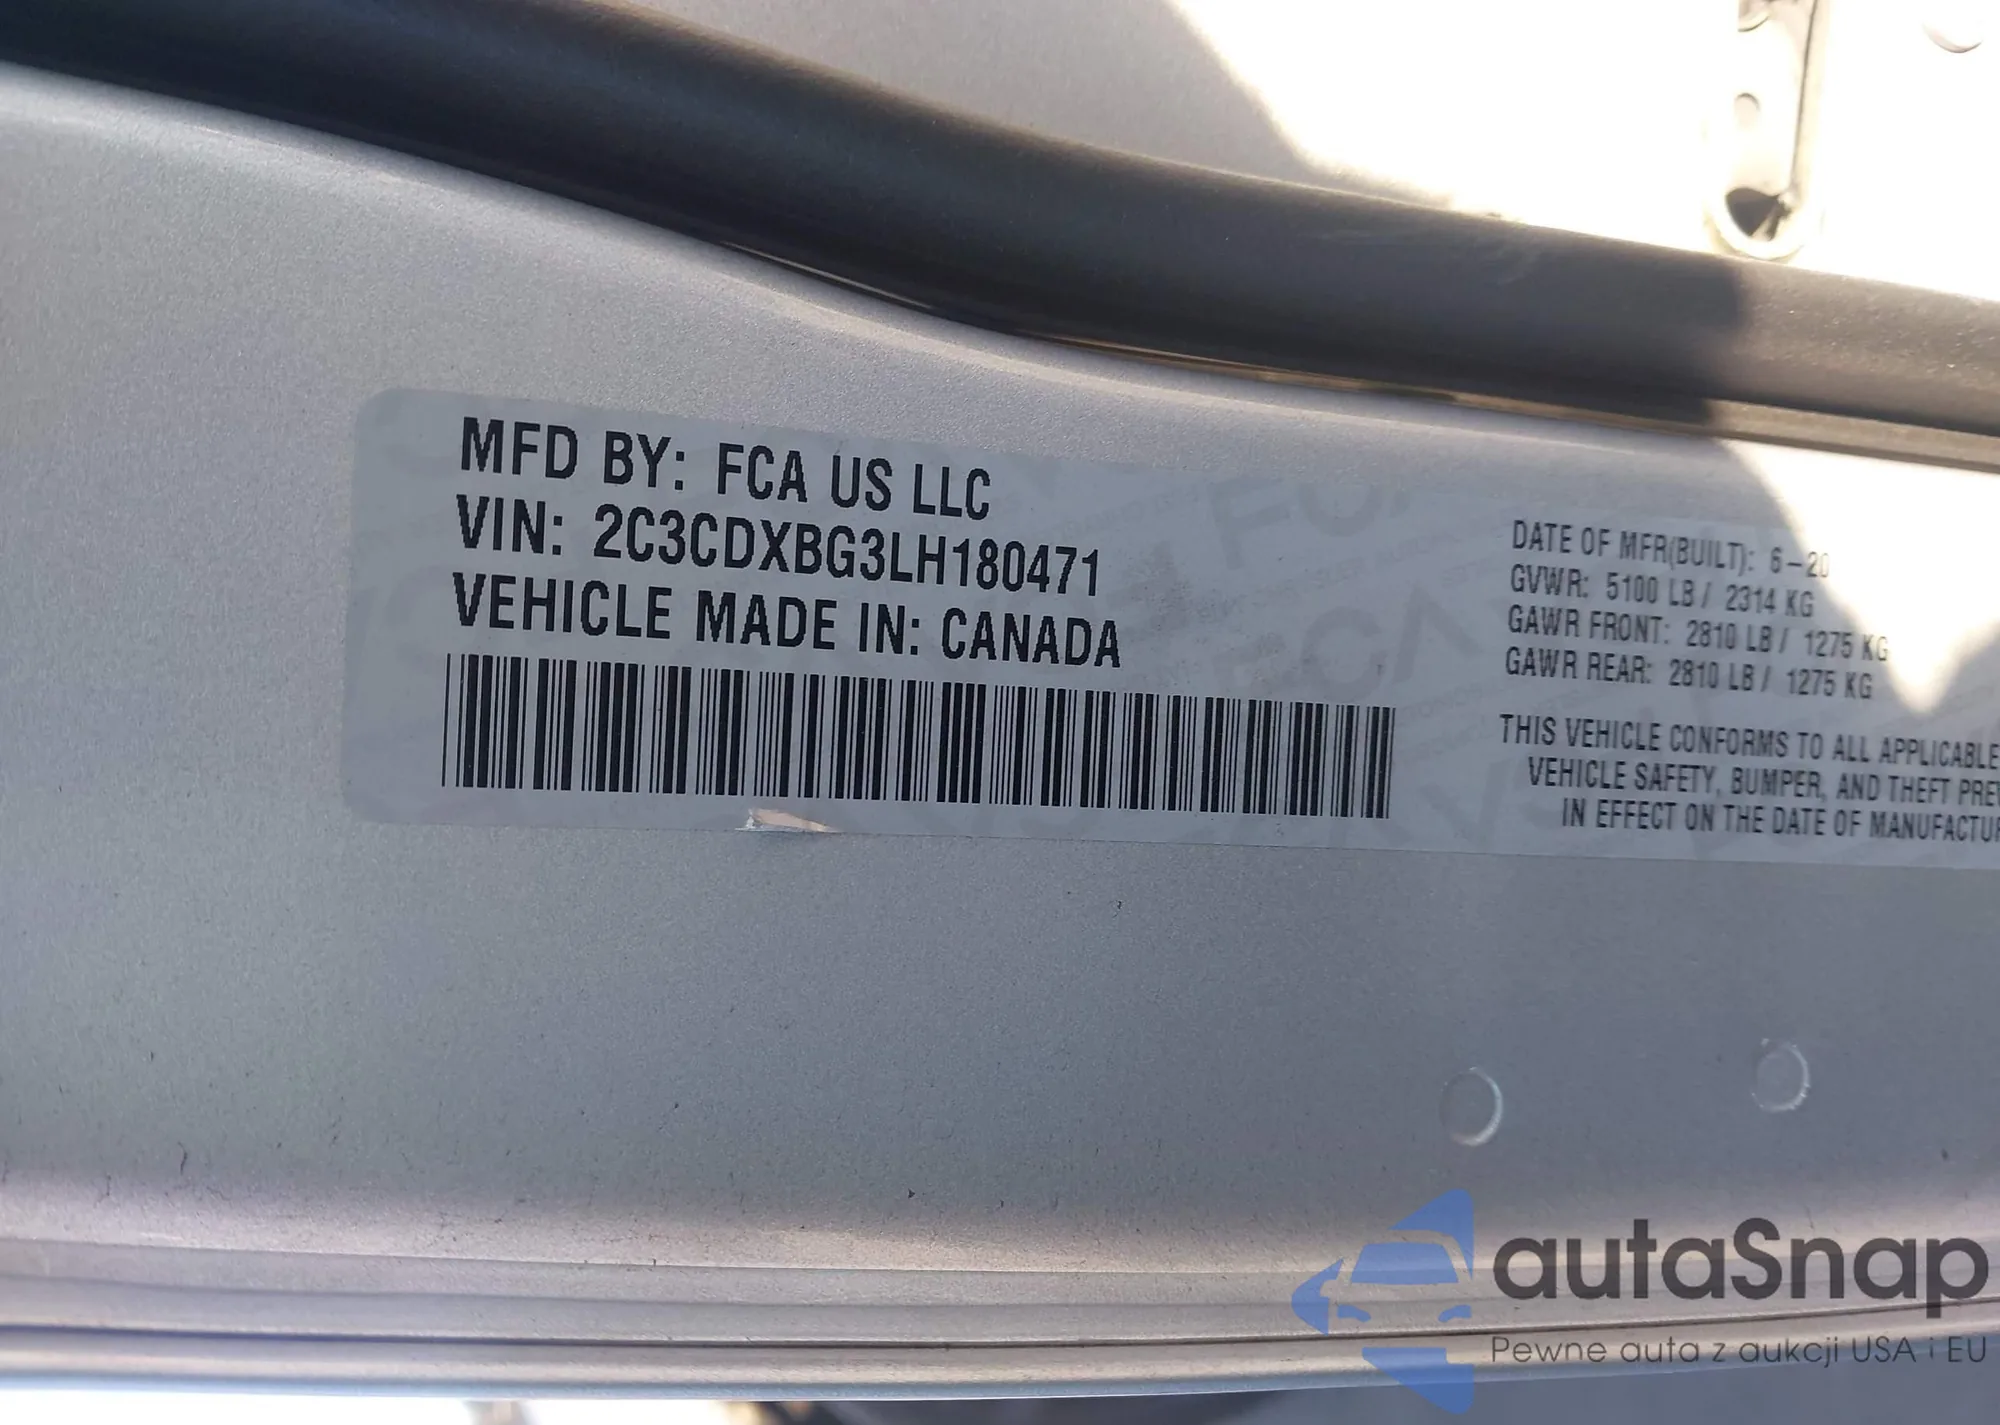 MFD BY: FCA US LLC
VIN: 2C3CDXBG3LH180471
VEHICLE MADE IN: CANADA
DATE OF MFR(BUILT): 6-20
GVWR: 5100 LB / 2314 KG
GAWR FRONT: 2810 LB / 1275 KG
GAWR REAR: 2810 LB / 1275 KG
THIS VEHICLE CONFORMS TO ALL APPLICABLE
VEHICLE SAFETY, BUMPER, AND THEFT
IN EFFECT ON THE DATE OF
autaSnap
Pewne auta z aukcji USA i EU